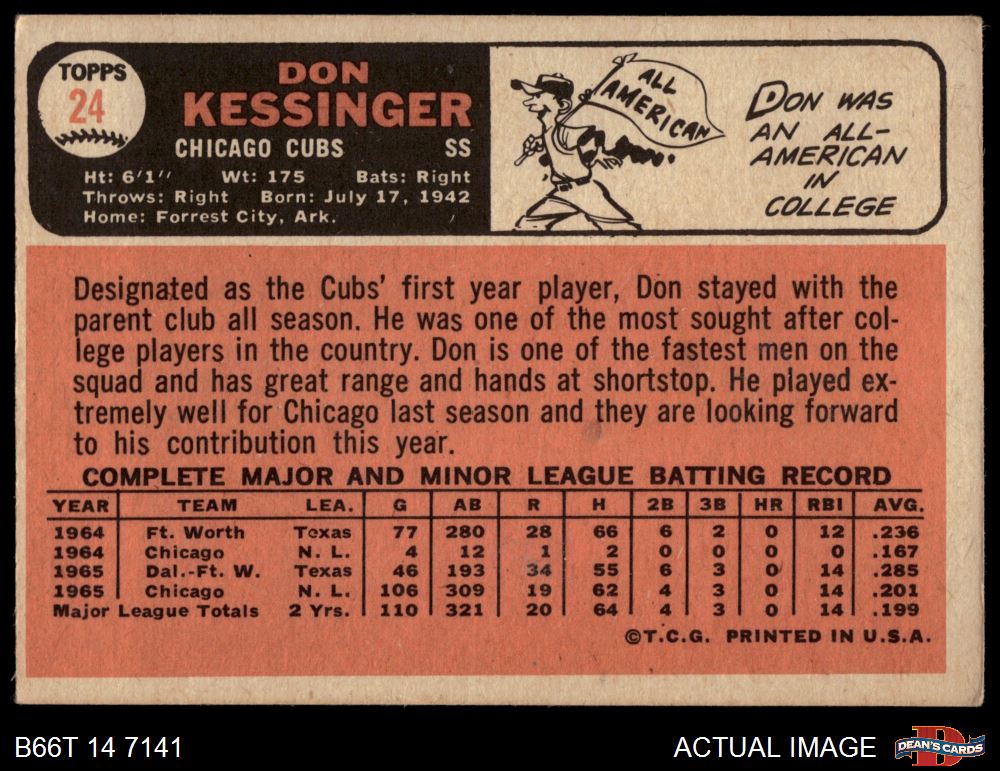 TOPPS
24
DON
KESSINGER
CHICAGO CUBS SS
Ht: 6'1" Wt: 175 Bats: Right
Throws: Right Born: July 17, 1942
Home: Forrest City, Ark.
ALL
AMERICAN
DON WAS
AN ALL-
AMERICAN
IN
COLLEGE
Designated as the Cubs' first year player, Don stayed with the
parent club all season. He was one of the most sought after col-
lege players in the country. Don is one of the fastest men on the
squad and has great range and hands at shortstop. He played ex-
tremely well for Chicago last season and they are looking forward
to his contribution this year.
COMPLETE MAJOR AND MINOR LEAGUE BATTING RECORD
YEAR TEAM LEA. G AB R H 2B 3B HR RBI AVG.
1964 Ft. Worth Texas 77 280 28 66 6 2 0 12 .236
1964 Chicago N. L. 4 12 1 2 0 0 0 0 .167
1965 Dal.-Ft. W. Texas 46 193 34 55 6 3 0 14 .285
1965 Chicago N. L. 106 309 19 62 4 3 0 14 .201
Major League Totals 2 Yrs. 110 321 20 64 4 3 0 14 .199
©T.C.G. PRINTED IN U.S.A.
B66T 14 7141 ACTUAL IMAGE DEAN'S CARDS